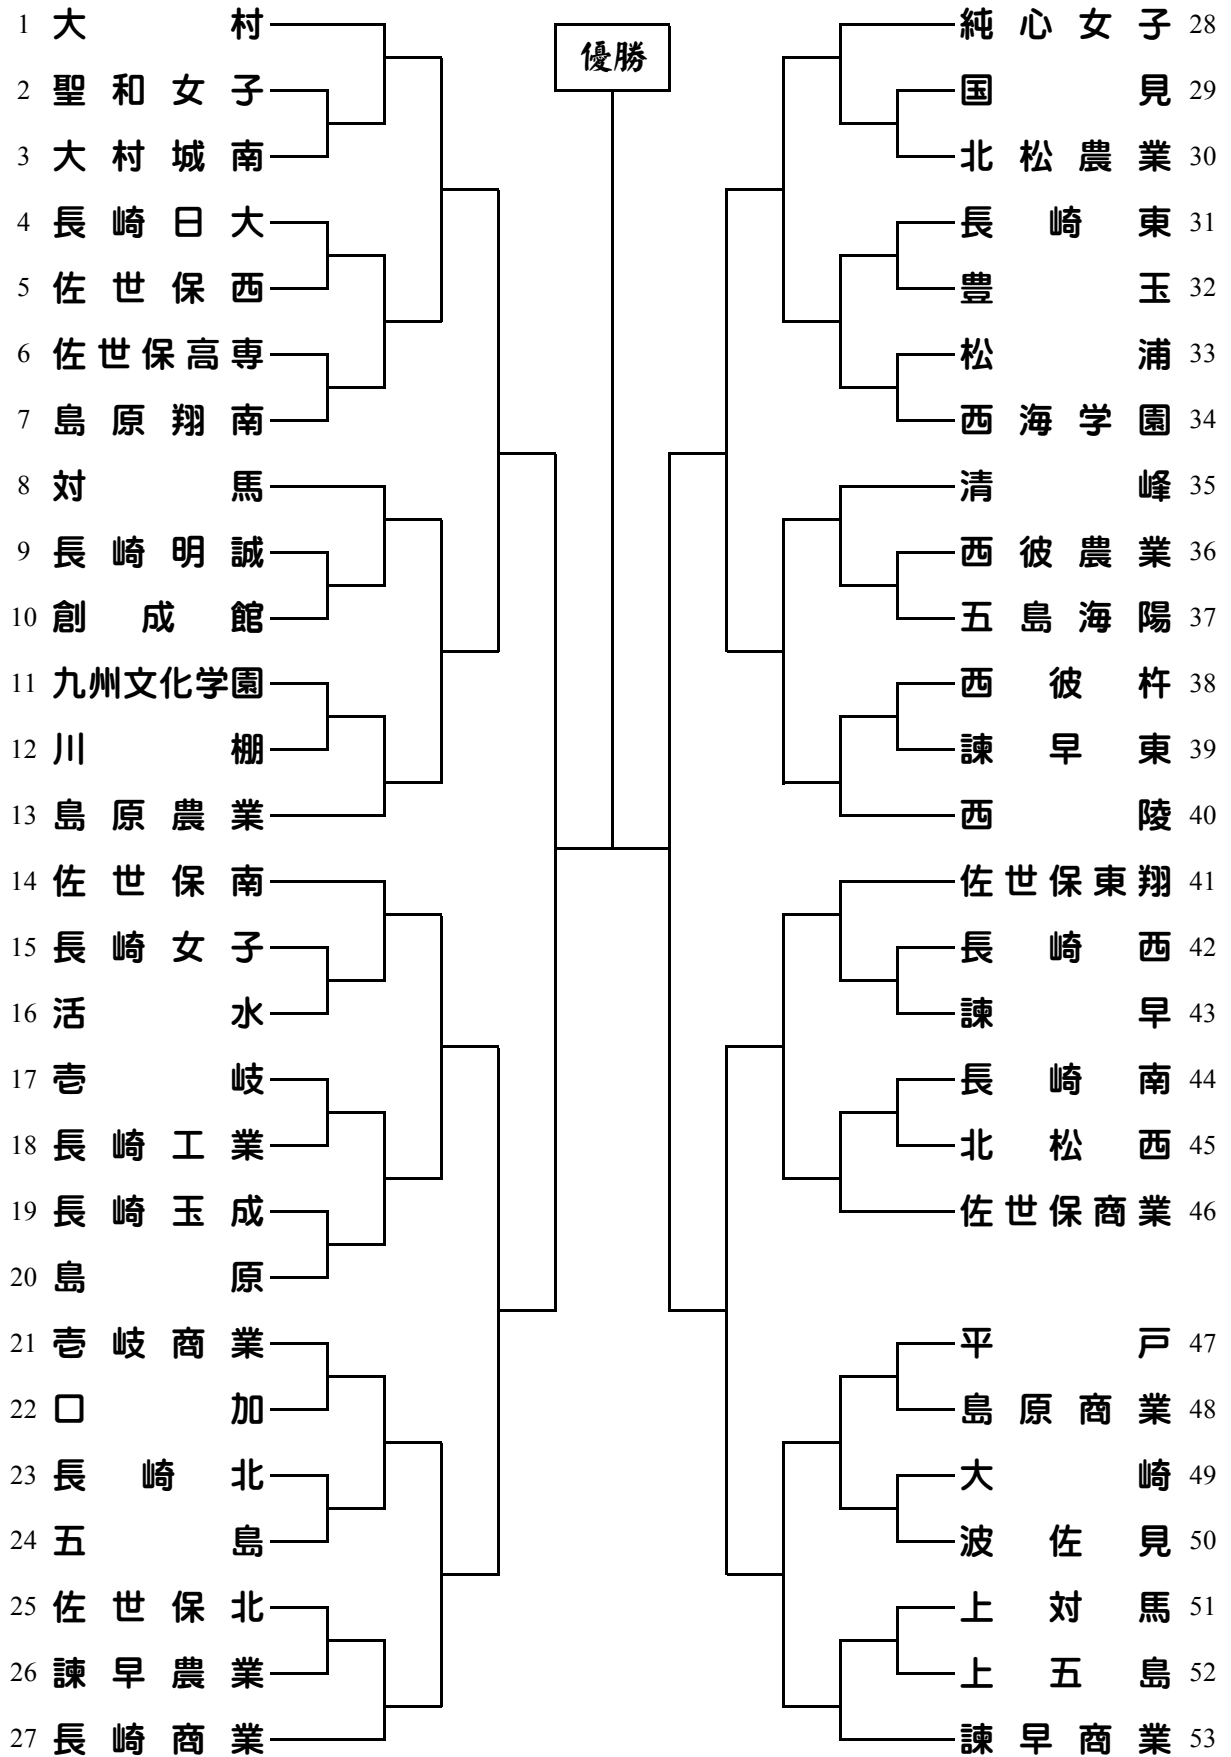 1 大村
2 聖和女子
3 大村城南
4 長崎日大
5 佐世保西
6 佐世保高専
7 島原翔南
8 対馬
9 長崎明誠
10 創成館
11 九州文化学園
12 川棚
13 島原農業
14 佐世保南
15 長崎女子
16 活水
17 壱岐
18 長崎工業
19 長崎玉成
20 島原
21 壱岐商業
22 口加
23 長崎北
24 五島
25 佐世保北
26 諫早農業
27 長崎商業
優勝
純心女子 28
国見 29
北松農業 30
長崎東 31
豊玉 32
松浦 33
西海学園 34
清峰 35
西彼農業 36
五島海陽 37
西彼杵 38
諫早東 39
西陵 40
佐世保東翔 41
長崎西 42
諫早 43
長崎南 44
北松西 45
佐世保商業 46
平戸 47
島原商業 48
大崎 49
波佐見 50
上対馬 51
上五島 52
諫早商業 53